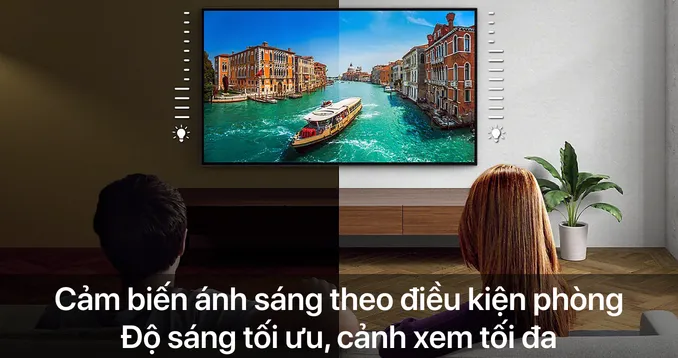 Cảm biến ánh sáng theo điều kiện phòng
Độ sáng tối ưu, cảnh xem tối đa